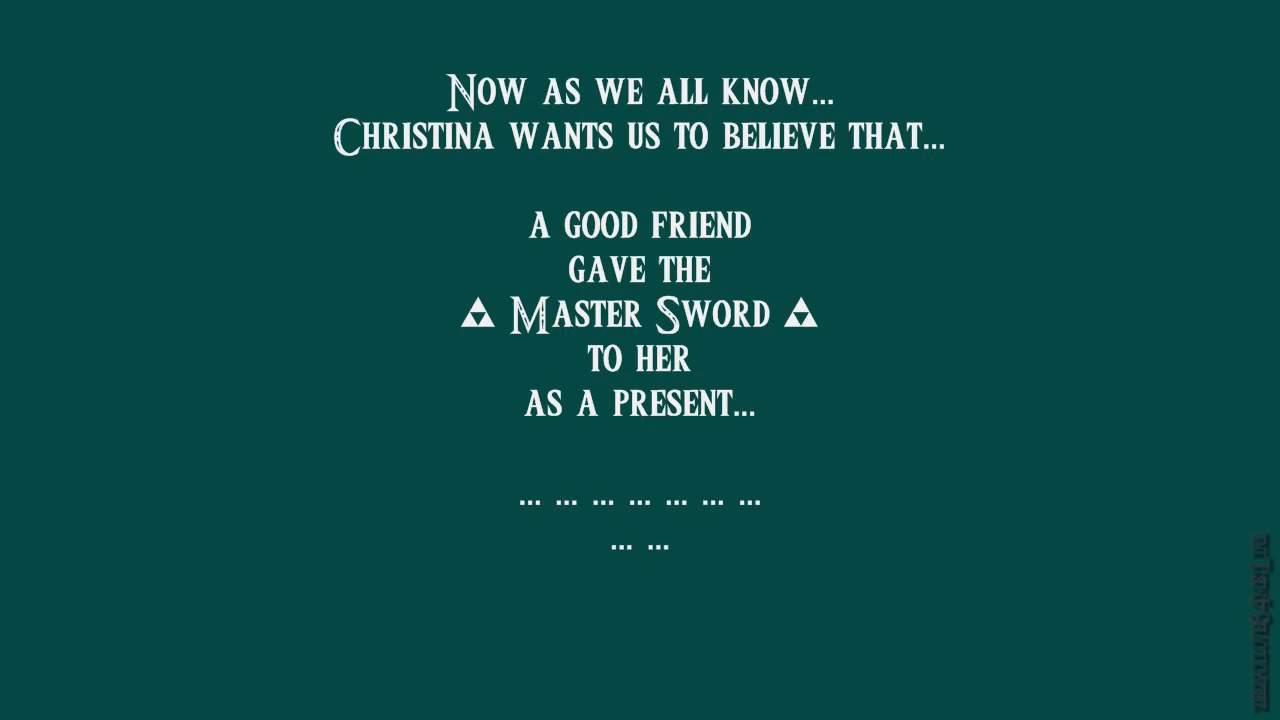 Now as we all know...
Christina wants us to believe that...
a good friend
gave the
Master Sword
to her
as a present...
... ... ... ... ... ... ...
... ...